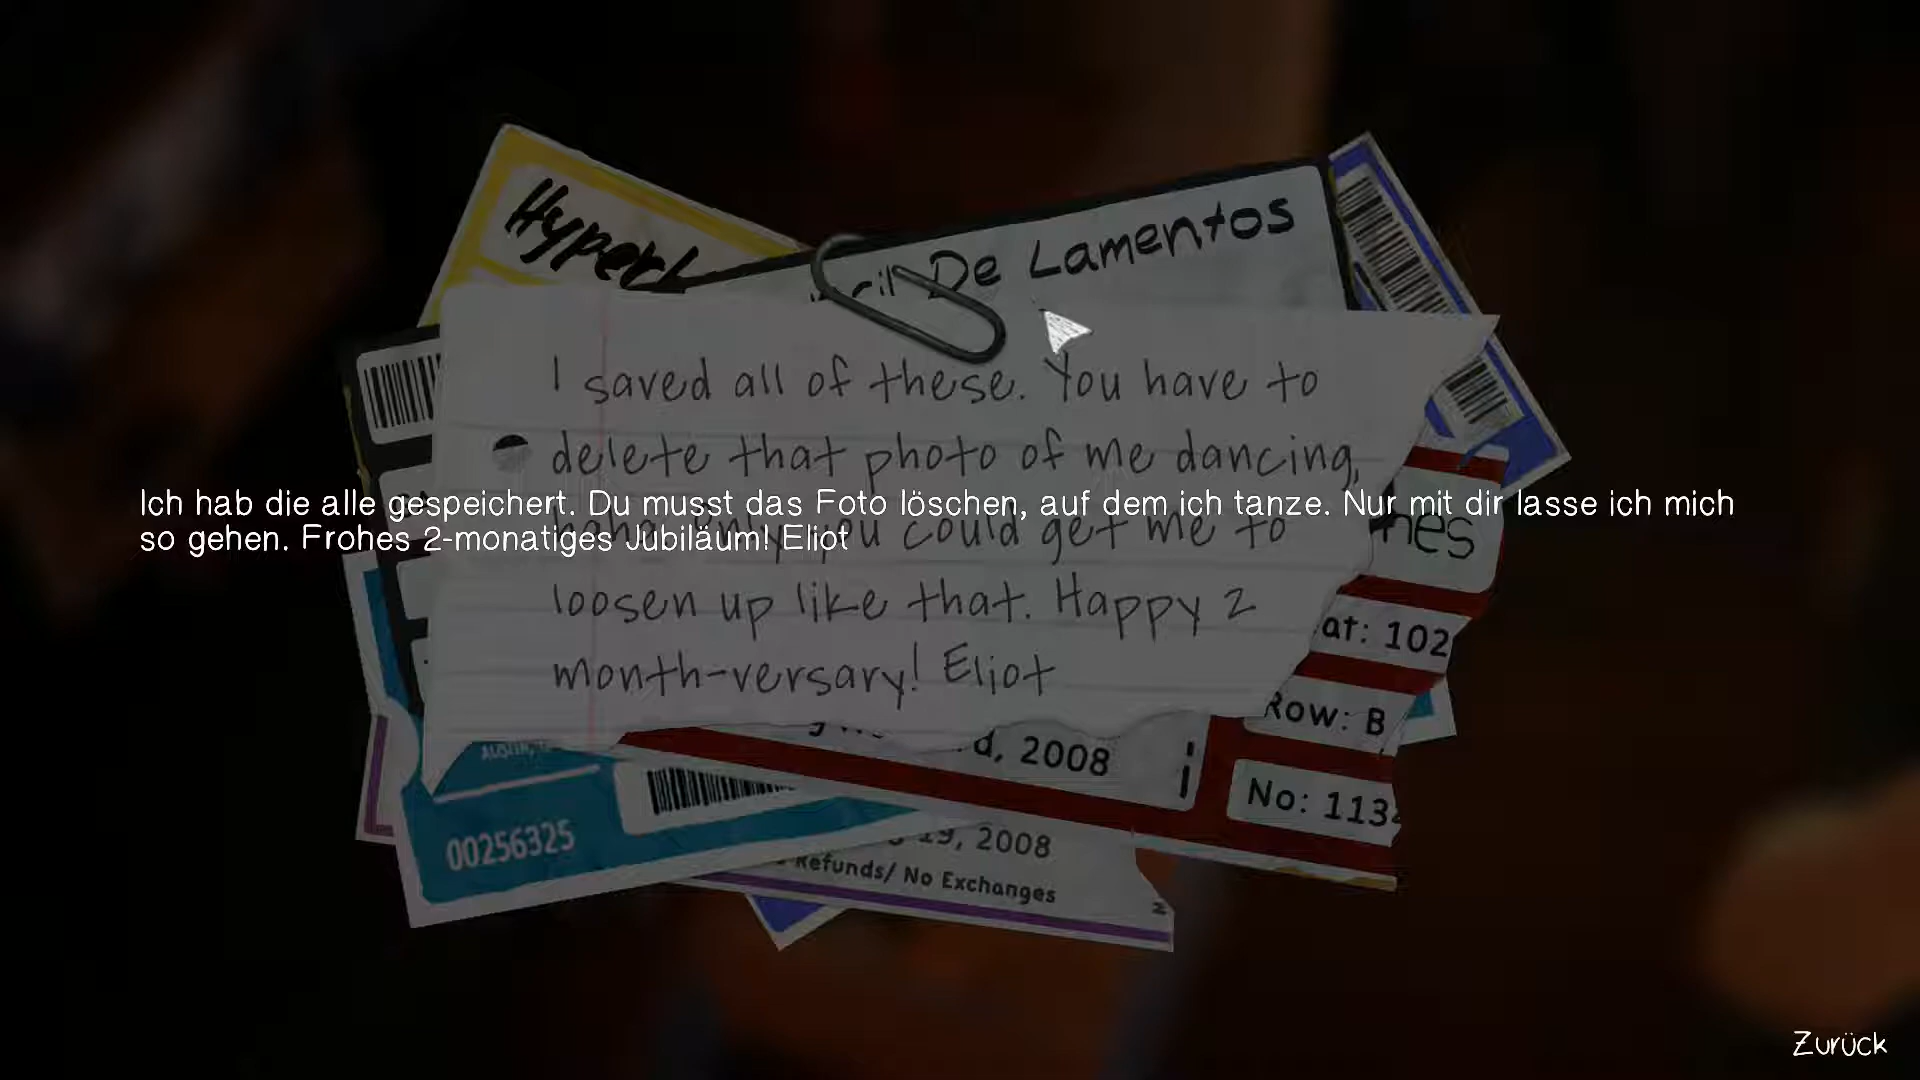 De Lamentos
I saved all of these. You have to
delete that photo of me dancing,
Ich hab die alle gespeichert. Du musst das Foto löschen, auf dem ich tanze. Nur mit dir lasse ich mich
so gehen. Frohes 2-monatiges Jubiläum! Eliot
haha. Only you could get me to
loosen up like that. Happy 2
month-versary! Eliot
102
Row: B
d, 2008
No: 113
00256325
19, 2008
Refunds/ No Exchanges
Zurück